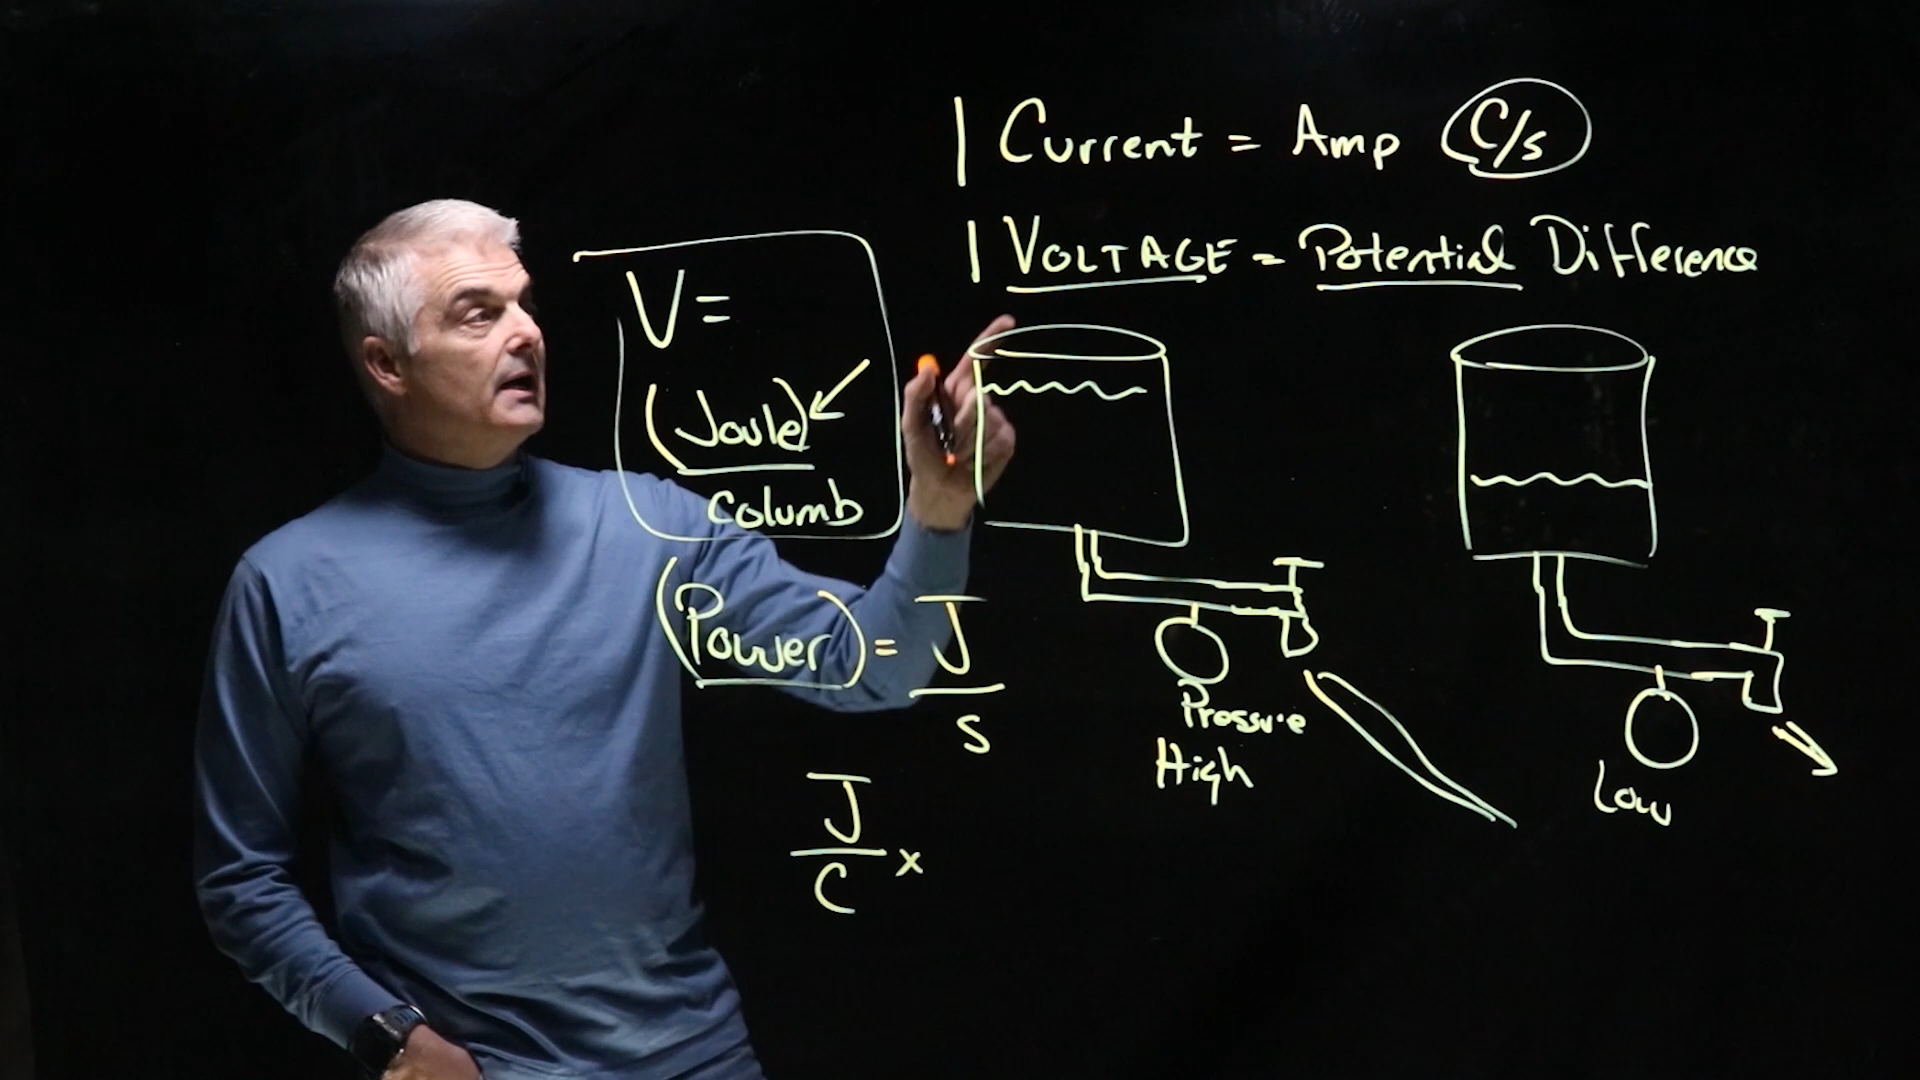 | Current = Amp C/s
| VOLTAGE = Potential Difference
V =
(Joule)
Columb
(Power) = J
s
J
C x
Pressure
High
Low